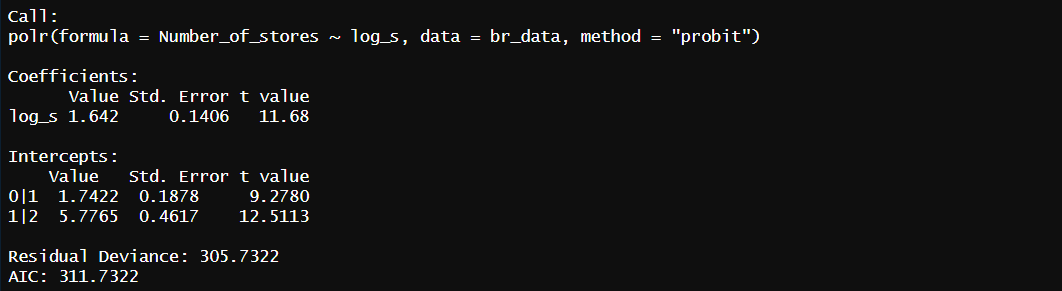 Call:
polr(formula = Number_of_stores ~ log_s, data = br_data, method = "probit")
Coefficients:
Value Std. Error t value
log_s 1.642 0.1406 11.68
Intercepts:
Value Std. Error t value
0|1 1.7422 0.1878 9.2780
1|2 5.7765 0.4617 12.5113
Residual Deviance: 305.7322
AIC: 311.7322